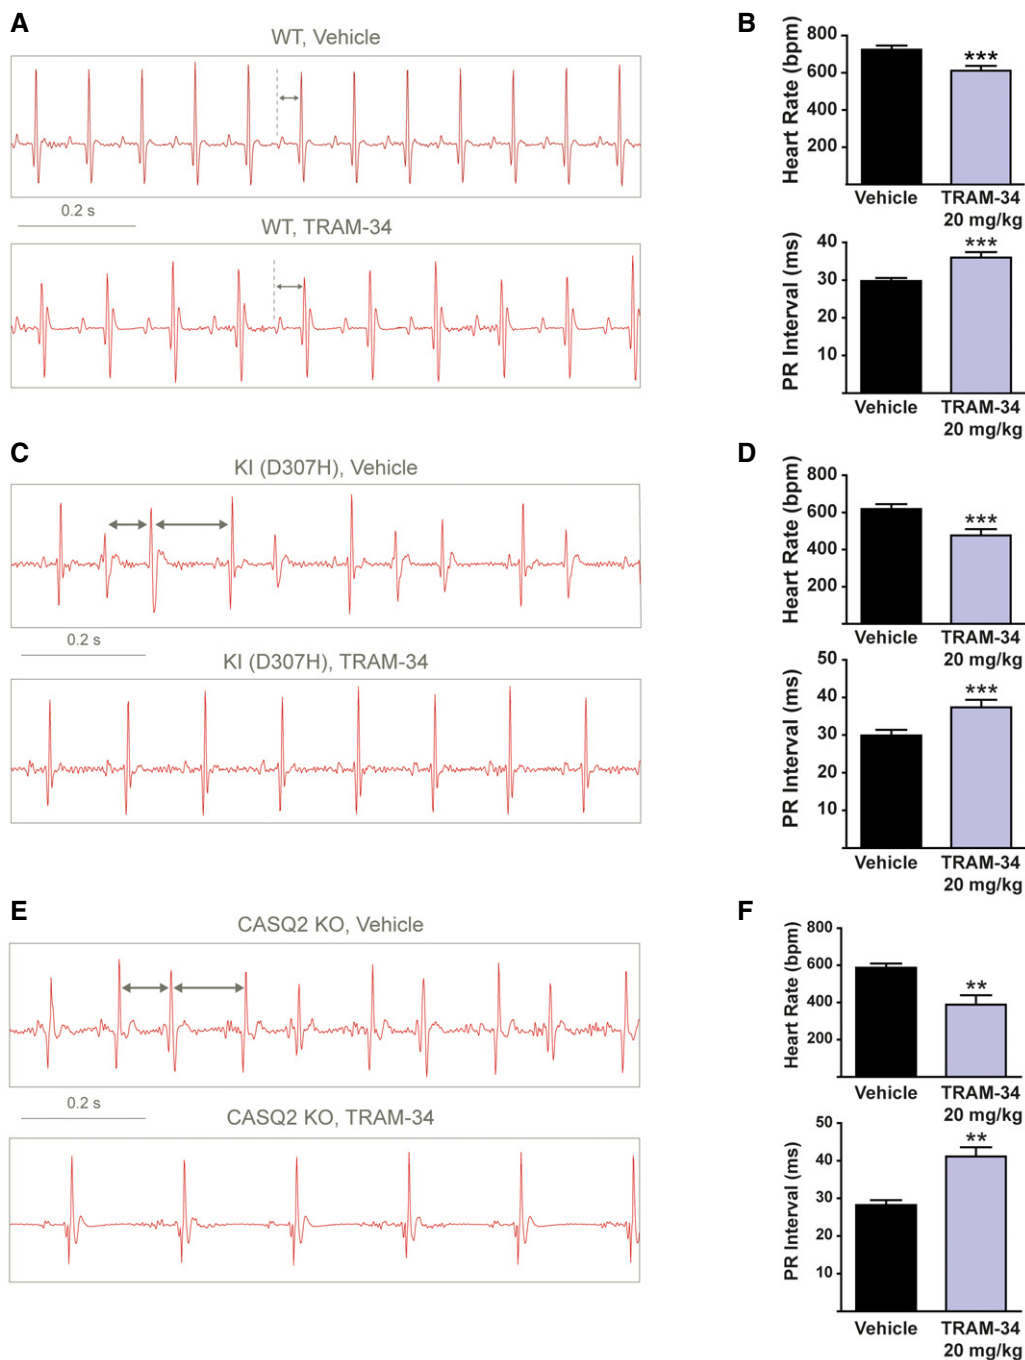 A
WT, Vehicle
0.2 s
WT, TRAM-34
B
Heart Rate (bpm)
800
600
400
200
***
Vehicle
TRAM-34
20 mg/kg
PR Interval (ms)
40
30
20
10
***
Vehicle
TRAM-34
20 mg/kg
C
KI (D307H), Vehicle
0.2 s
KI (D307H), TRAM-34
D
Heart Rate (bpm)
800
600
400
200
***
Vehicle
TRAM-34
20 mg/kg
PR Interval (ms)
50
40
30
20
10
***
Vehicle
TRAM-34
20 mg/kg
E
CASQ2 KO, Vehicle
0.2 s
CASQ2 KO, TRAM-34
F
Heart Rate (bpm)
800
600
400
200
**
Vehicle
TRAM-34
20 mg/kg
PR Interval (ms)
50
40
30
20
10
**
Vehicle
TRAM-34
20 mg/kg